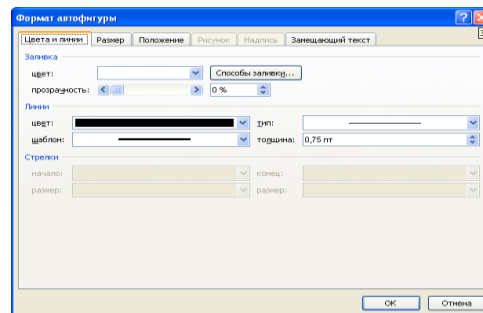 Формат автофигуры
Цвета и линии Размер Положение Рисунок Надпись Замещающий текст
Заливка
цвет: Способы заливки...
прозрачность: 0 %
Линии
цвет: тип:
шаблон: толщина: 0,75 пт
Стрелки
начало: конец:
размер: размер:
ОК Отмена